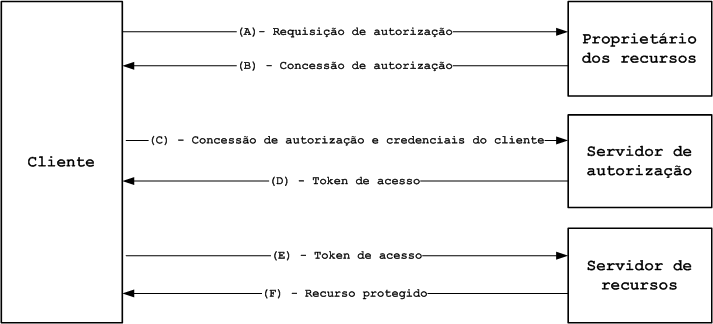 Cliente
(A)- Requisição de autorização
Proprietário
dos recursos
(B) - Concessão de autorização
(C) - Concessão de autorização e credenciais do cliente
Servidor de
autorização
(D) - Token de acesso
(E) - Token de acesso
Servidor de
recursos
(F) - Recurso protegido